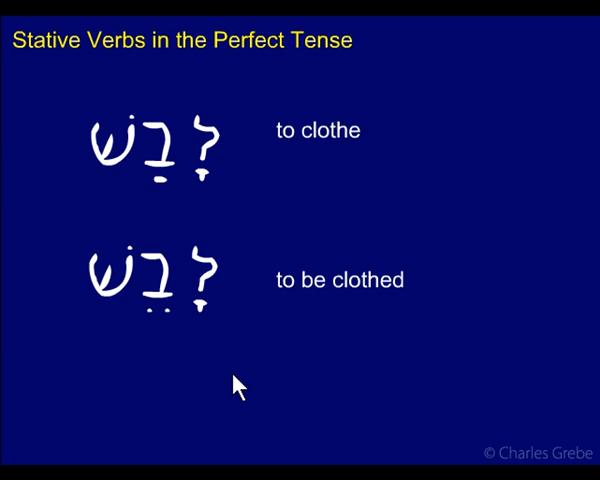 Stative Verbs in the Perfect Tense
לָבַשׁ to clothe
לָבֵשׁ to be clothed
© Charles Grebe